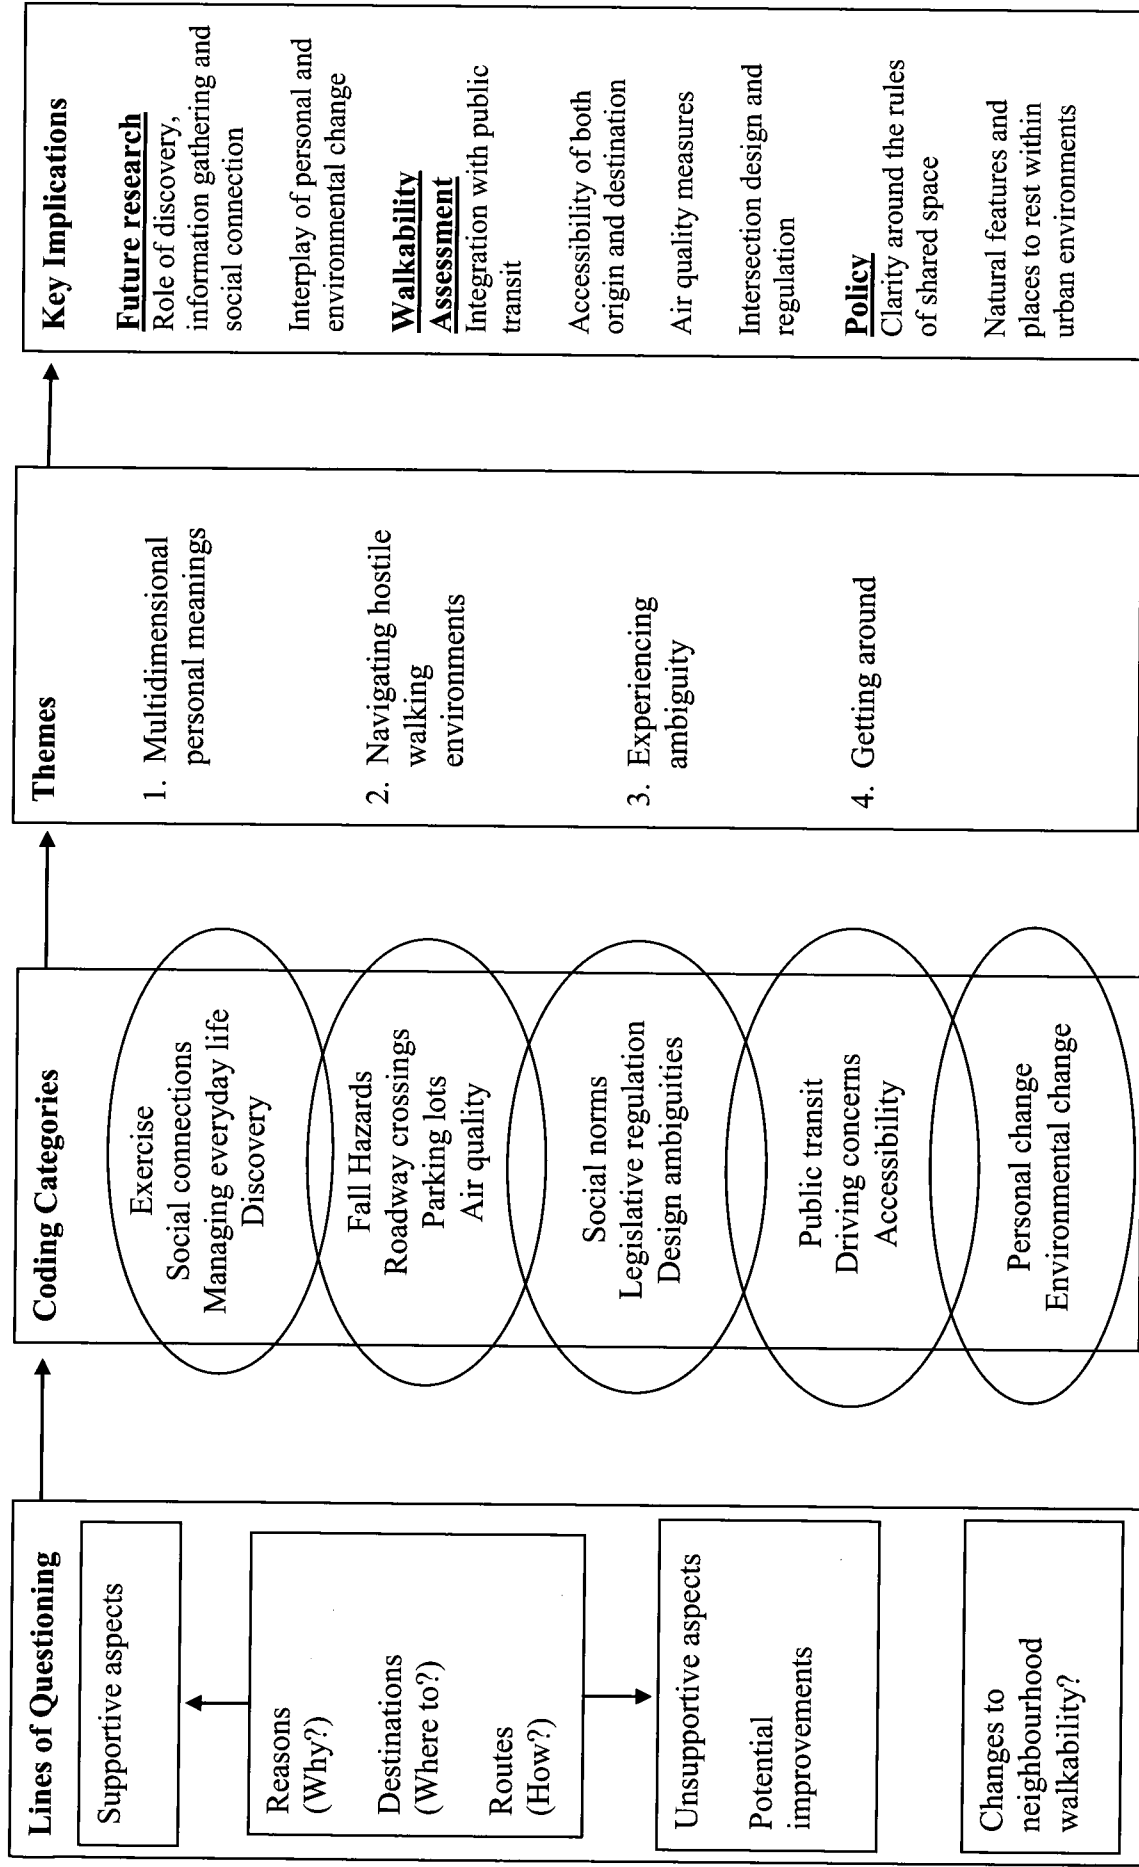 Lines of Questioning
Supportive aspects
Reasons
(Why?)
Destinations
(Where to?)
Routes
(How?)
Unsupportive aspects
Potential
improvements
Changes to
neighbourhood
walkability?
Coding Categories
Exercise
Social connections
Managing everyday life
Discovery
Fall Hazards
Roadway crossings
Parking lots
Air quality
Social norms
Legislative regulation
Design ambiguities
Public transit
Driving concerns
Accessibility
Personal change
Environmental change
Themes
1. Multidimensional
personal meanings
2. Navigating hostile
walking
environments
3. Experiencing
ambiguity
4. Getting around
Key Implications
Future research
Role of discovery,
information gathering and
social connection
Interplay of personal and
environmental change
Walkability
Assessment
Integration with public
transit
Accessibility of both
origin and destination
Air quality measures
Intersection design and
regulation
Policy
Clarity around the rules
of shared space
Natural features and
places to rest within
urban environments